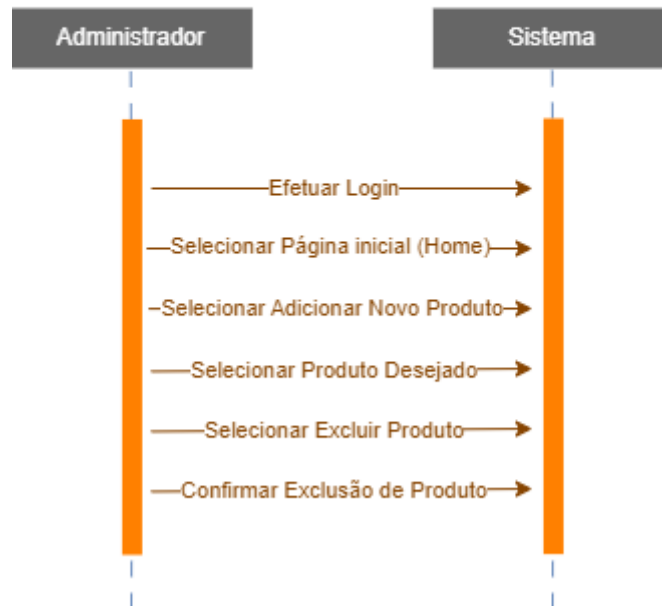 Administrador
Sistema
Efetuar Login
Selecionar Página inicial (Home)
Selecionar Adicionar Novo Produto
Selecionar Produto Desejado
Selecionar Excluir Produto
Confirmar Exclusão de Produto